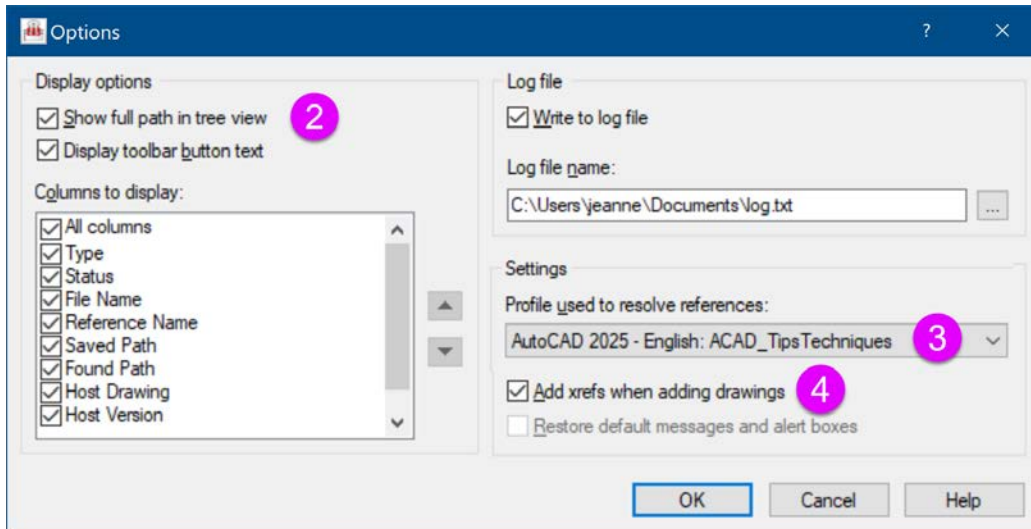 Options
?
Display options
Show full path in tree view
2
Display toolbar button text
Columns to display:
All columns
Type
Status
File Name
Reference Name
Saved Path
Found Path
Host Drawing
Host Version
Log file
Write to log file
Log file name:
C:\Users\jeanne\Documents\log.txt
...
Settings
Profile used to resolve references:
AutoCAD 2025 - English: ACAD_TipsTechniques
3
Add xrefs when adding drawings
4
Restore default messages and alert boxes
OK
Cancel
Help